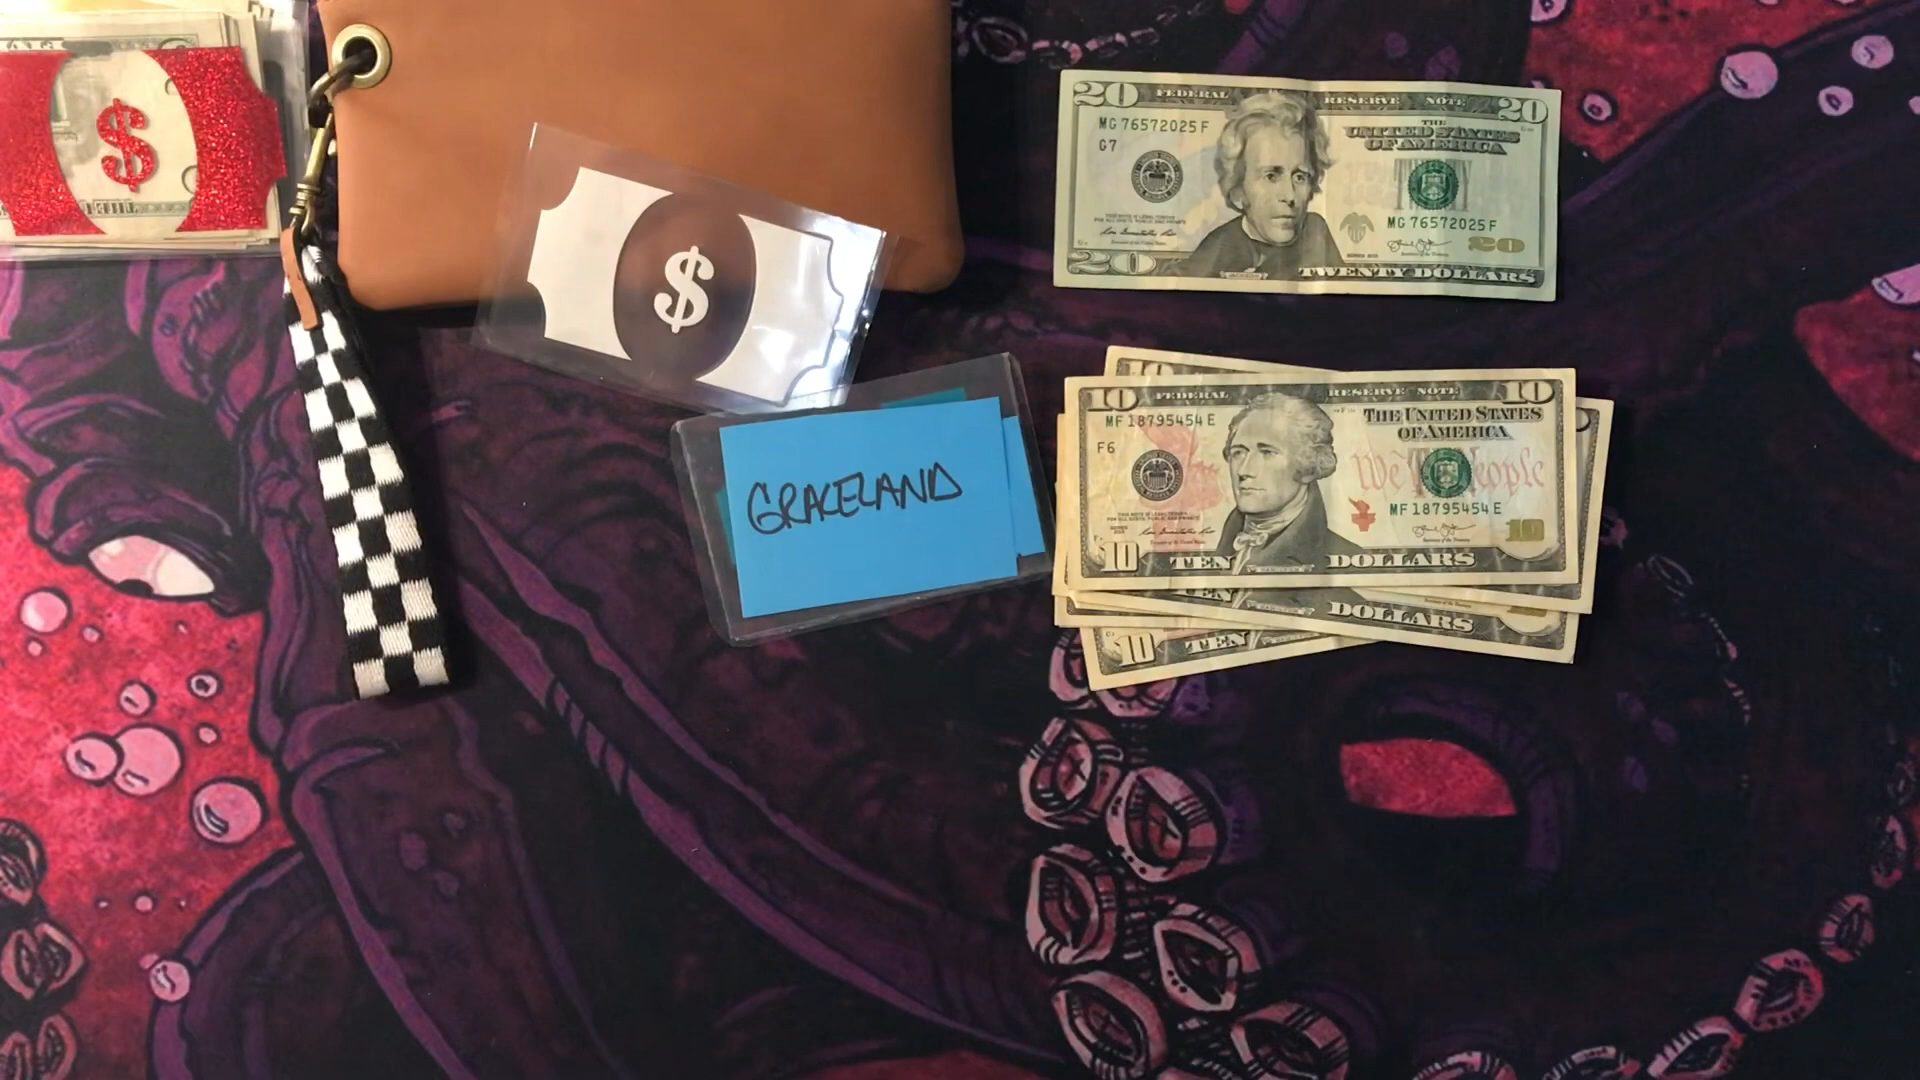 $
$
GRACELAND
20 FEDERAL RESERVE NOTE 20
MG 76572025 F
THE
UNITED STATES
OF AMERICA
G7
MG 76572025 F
20
20 TWENTY DOLLARS
10
10 FEDERAL RESERVE NOTE 10
MF 18795454 E
THE UNITED STATES
OF AMERICA
F6
We The People
MF 18795454 E
10
10 TEN DOLLARS
TEN DOLLARS
10 TEN